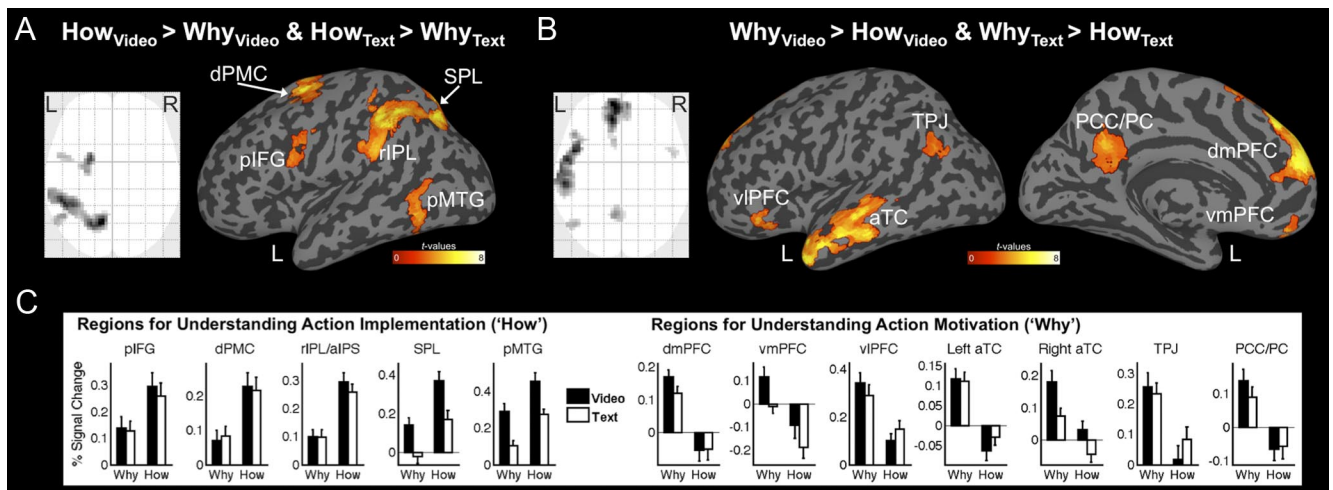 A How_Video > Why_Video & How_Text > Why_Text
B Why_Video > How_Video & Why_Text > How_Text
L R
dPMC
SPL
pIFG
rIPL
pMTG
L
t-values
0 8
L R
TPJ
vlPFC
aTC
L
t-values
0 8
PCC/PC
dmPFC
vmPFC
L
C
Regions for Understanding Action Implementation ('How')
pIFG dPMC rIPL/aIPS SPL pMTG
% Signal Change
0.3
0.2
0.1
0
Why How
0.2
0.1
0
Why How
0.3
0.2
0.1
0
Why How
0.3
0.2
0.1
0
Why How
0.4
0.2
0
Why How
Video
Text
Regions for Understanding Action Motivation ('Why')
dmPFC vmPFC vlPFC Left aTC Right aTC TPJ PCC/PC
0.2
0.1
0
Why How
0.1
0
-0.2
Why How
0.4
0.3
0.2
0.1
0
Why How
0.15
0.10
0.05
0
-0.05
Why How
0.2
0.1
0
Why How
0.3
0.2
0.1
0
Why How
0.2
0.1
0
-0.1
Why How